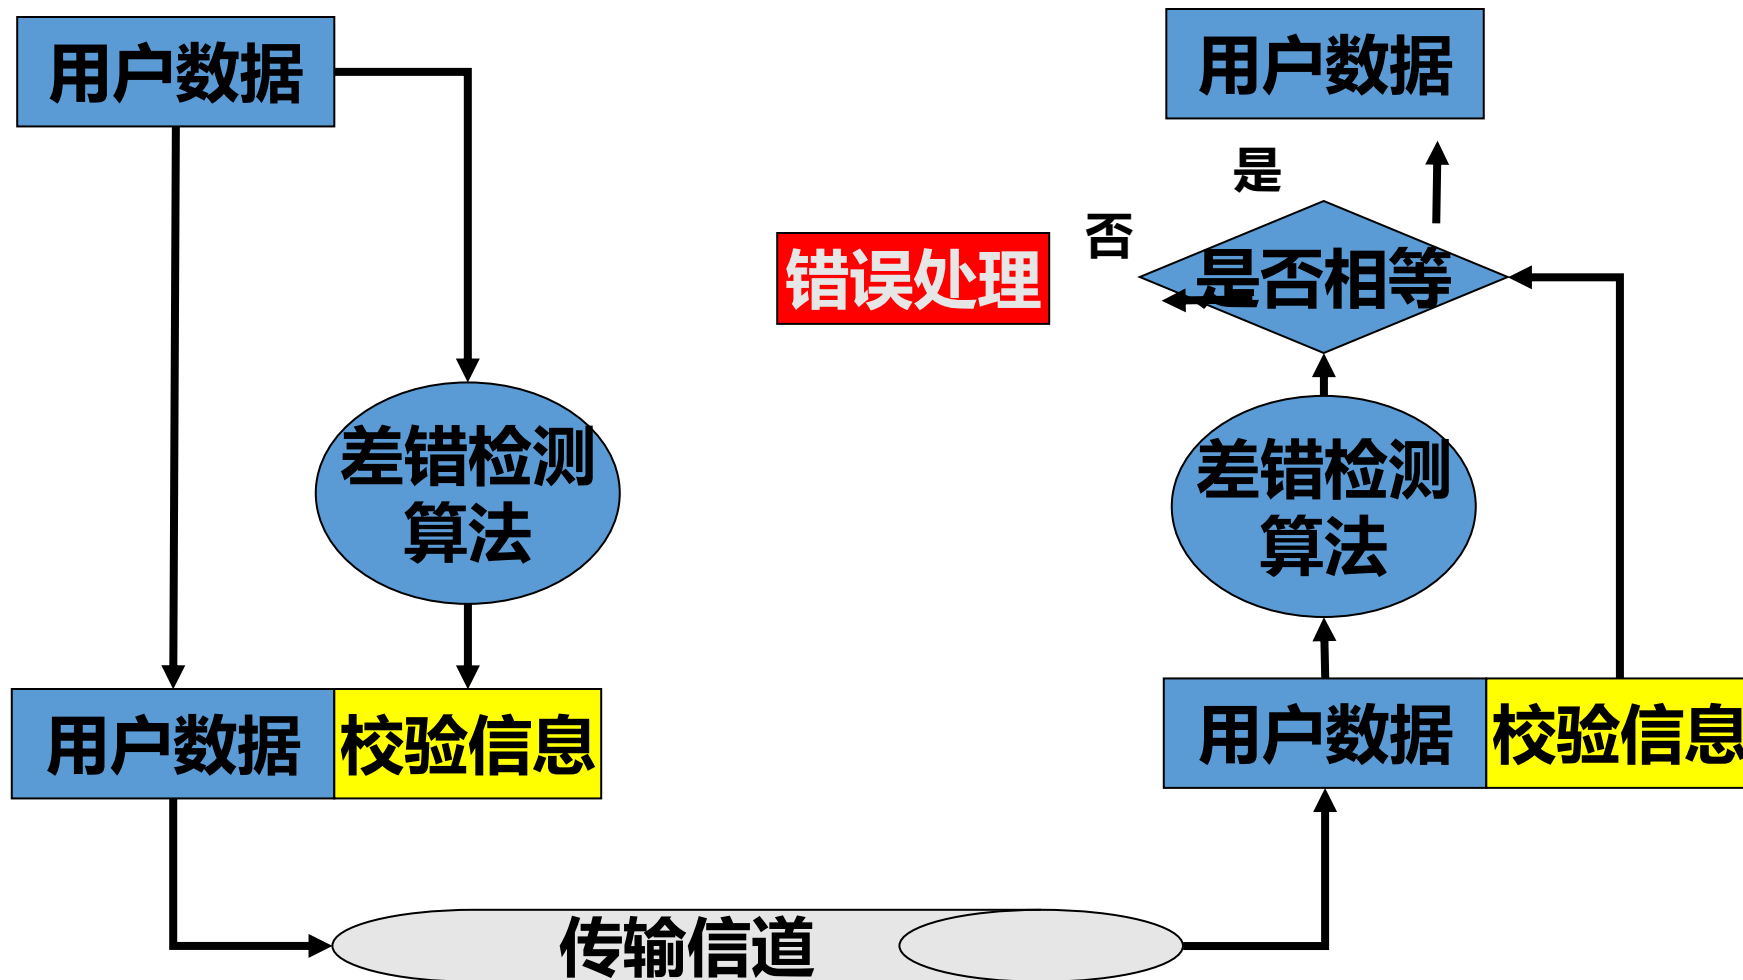 用户数据
用户数据
是
否
错误处理
是否相等
差错检测
算法
差错检测
算法
用户数据
校验信息
用户数据
校验信息
传输信道